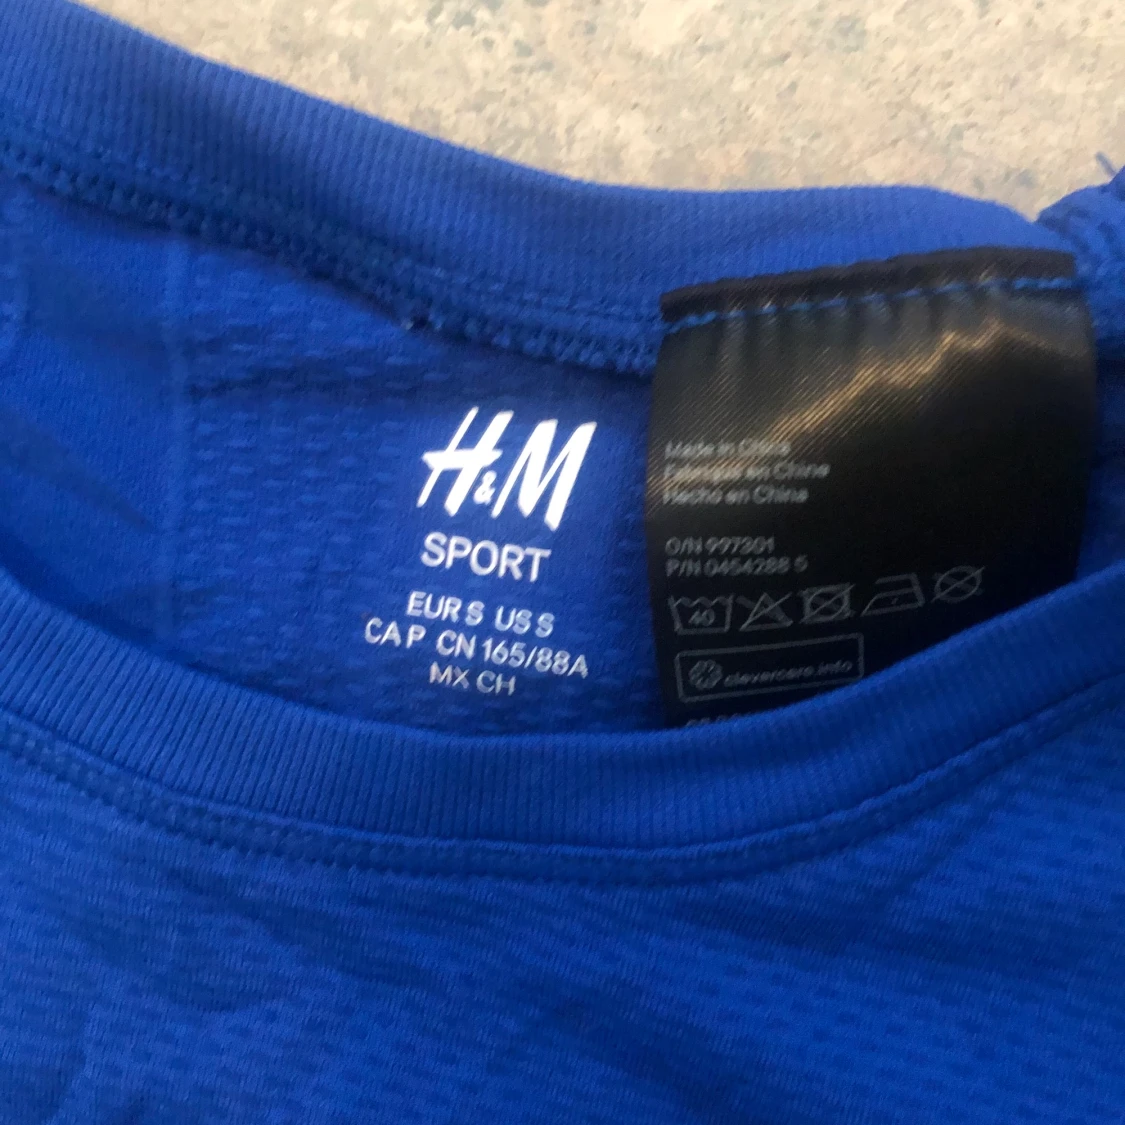 H&M
SPORT
EUR S US S
CA P CN 165/88A
MX CH
Made in China
Fabriqué en Chine
Hecho en China
O/N 997301
P/N 0454288 5
40
clevercare.info